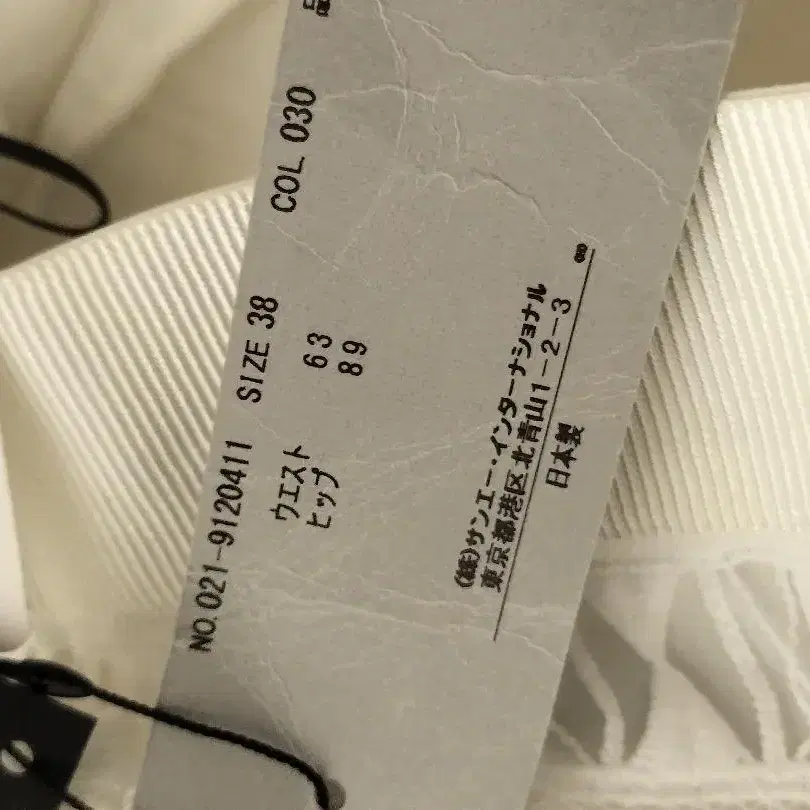 NO. 021-9120411 SIZE 38 COL 030
ウエスト 63
ヒップ 89
(株)サンエー・インターナショナル
東京都港区北青山1-2-3
日本製